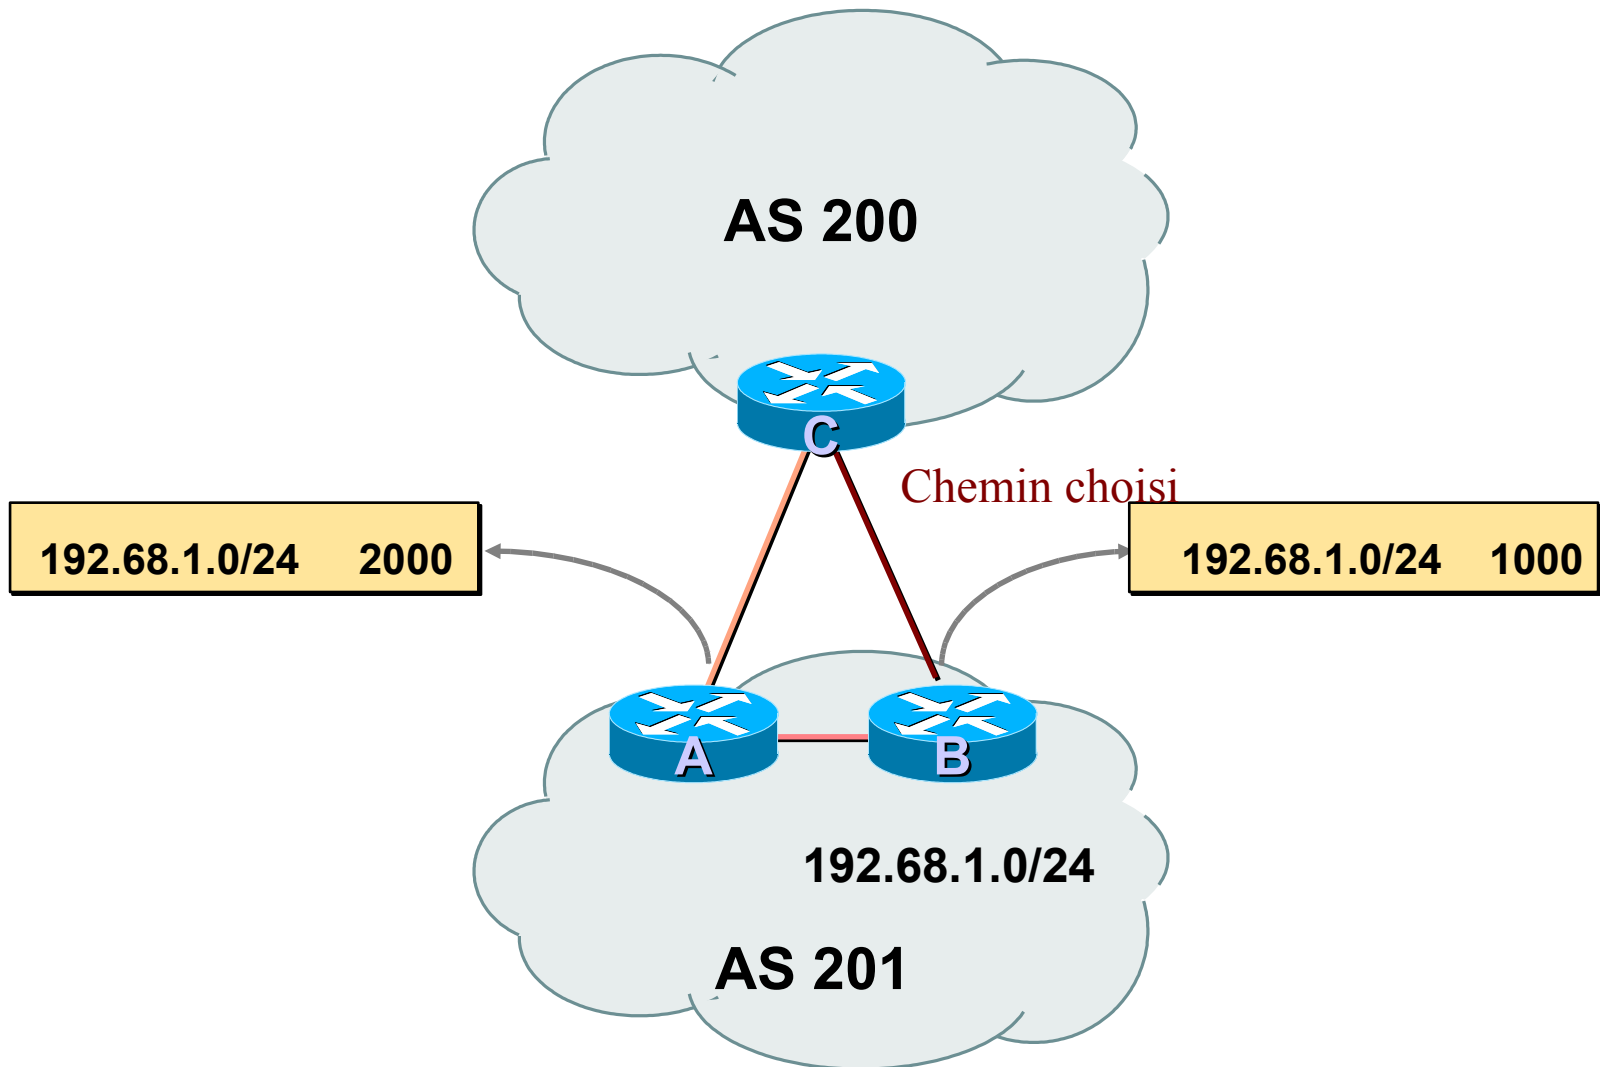 AS 200
C
Chemin choisi
192.68.1.0/24 2000
192.68.1.0/24 1000
A
B
192.68.1.0/24
AS 201